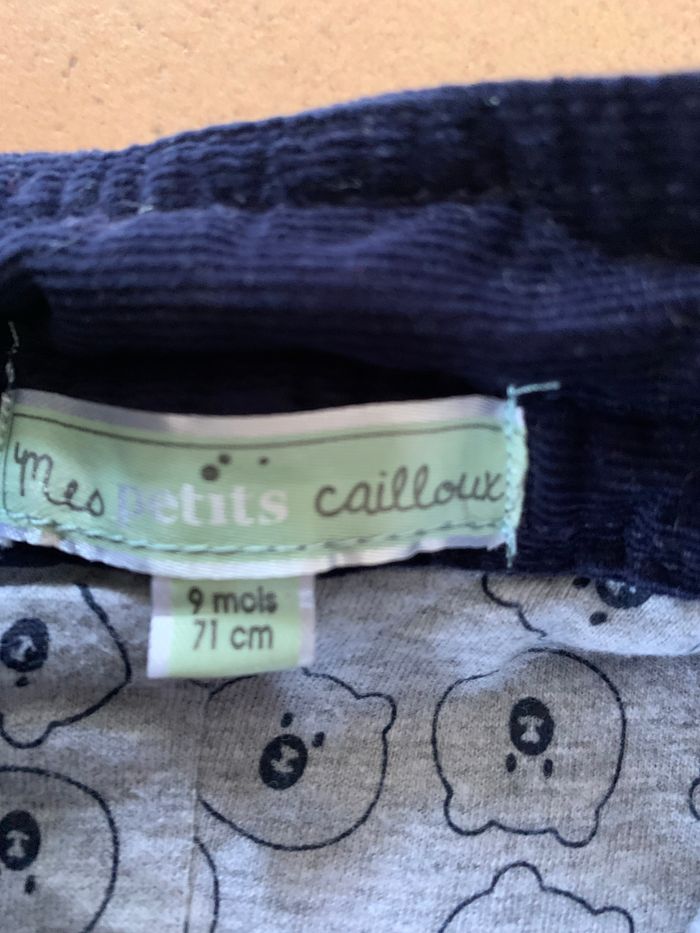 Mes petits cailloux
9 mois
71 cm